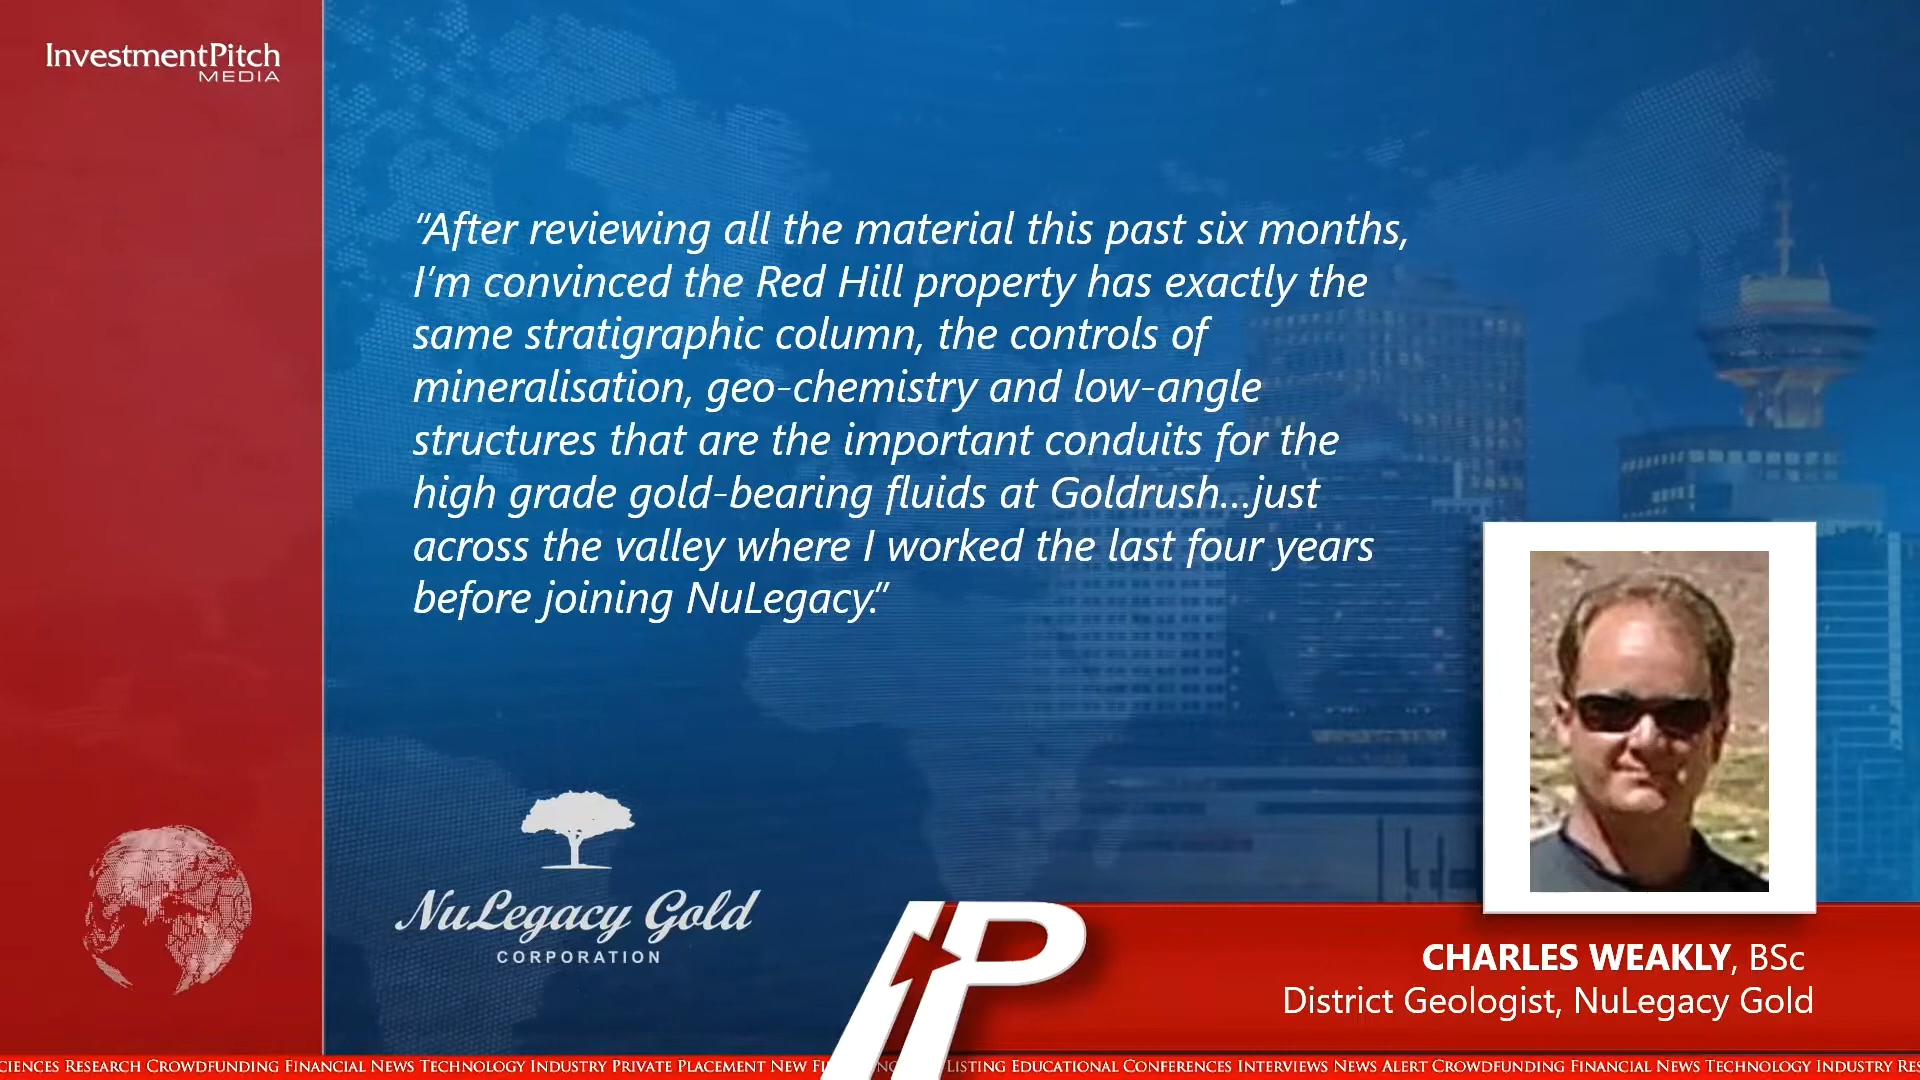 InvestmentPitch
MEDIA
“After reviewing all the material this past six months,
I’m convinced the Red Hill property has exactly the
same stratigraphic column, the controls of
mineralisation, geo-chemistry and low-angle
structures that are the important conduits for the
high grade gold-bearing fluids at Goldrush...just
across the valley where I worked the last four years
before joining NuLegacy.”
NuLegacy Gold
CORPORATION
IP
CHARLES WEAKLY, BSc
District Geologist, NuLegacy Gold
RESEARCH CROWDFUNDING FINANCIAL NEWS TECHNOLOGY INDUSTRY PRIVATE PLACEMENT NEW
LISTING EDUCATIONAL CONFERENCES INTERVIEWS NEWS ALERT CROWDFUNDING FINANCIAL NEWS TECHNOLOGY INDUSTRY